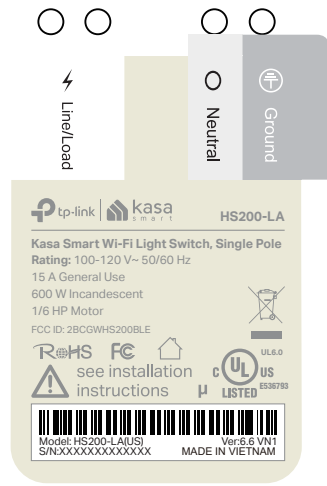 Line/Load
Neutral
Ground
tp-link kasa smart
HS200-LA
Kasa Smart Wi-Fi Light Switch, Single Pole
Rating: 100-120 V~ 50/60 Hz
15 A General Use
600 W Incandescent
1/6 HP Motor
FCC ID: 2BCGWHS200BLE
RoHS FC
UL6.0
see installation
instructions
µ
C UL US
LISTED E536793
Model: HS200-LA(US) Ver:6.6 VN1
S/N:XXXXXXXXXXXXX MADE IN VIETNAM